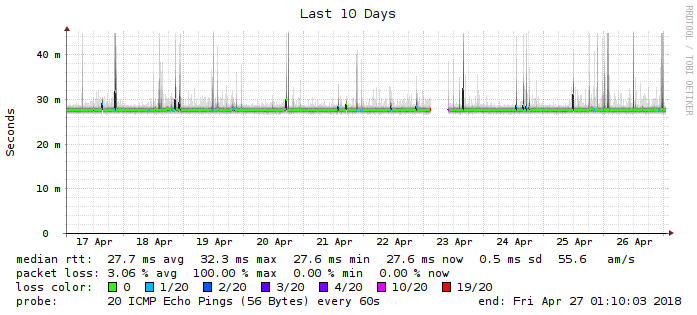 Last 10 Days
RRDTOOL / TOBI OETIKER
Seconds
40 m
30 m
20 m
10 m
0
17 Apr 18 Apr 19 Apr 20 Apr 21 Apr 22 Apr 23 Apr 24 Apr 25 Apr 26 Apr
median rtt: 27.7 ms avg 32.3 ms max 27.6 ms min 27.6 ms now 0.5 ms sd 55.6 am/s
packet loss: 3.06 % avg 100.00 % max 0.00 % min 0.00 % now
loss color: 0 1/20 2/20 3/20 4/20 10/20 19/20
probe: 20 ICMP Echo Pings (56 Bytes) every 60s end: Fri Apr 27 01:10:03 2018